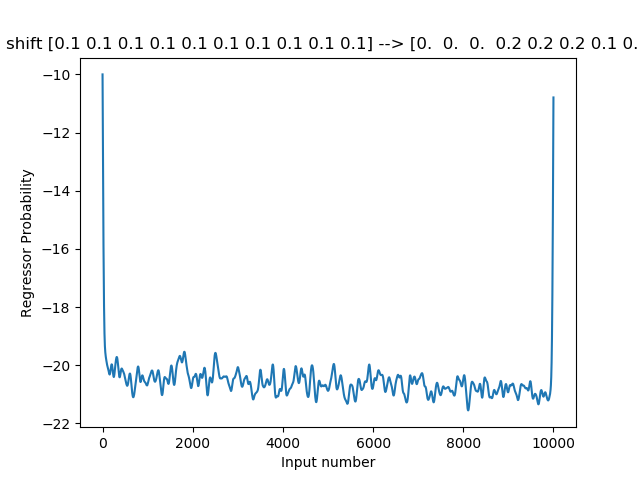 shift [0.1 0.1 0.1 0.1 0.1 0.1 0.1 0.1 0.1 0.1] --> [0. 0. 0. 0.2 0.2 0.2 0.1 0.
−10
−12
−14
−16
−18
−20
−22
Regressor Probability
0 2000 4000 6000 8000 10000
Input number